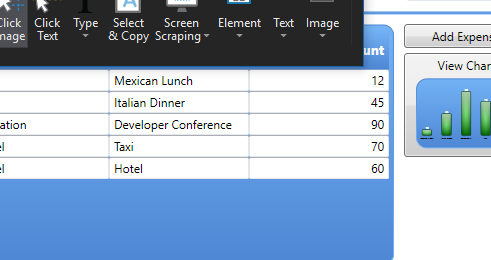 Click Click Type Select Screen Element Text Image
Image Text & Copy Scraping
unt Add Expens
View Char
Mexican Lunch 12
Italian Dinner 45
ation Developer Conference 90
el Taxi 70
el Hotel 60